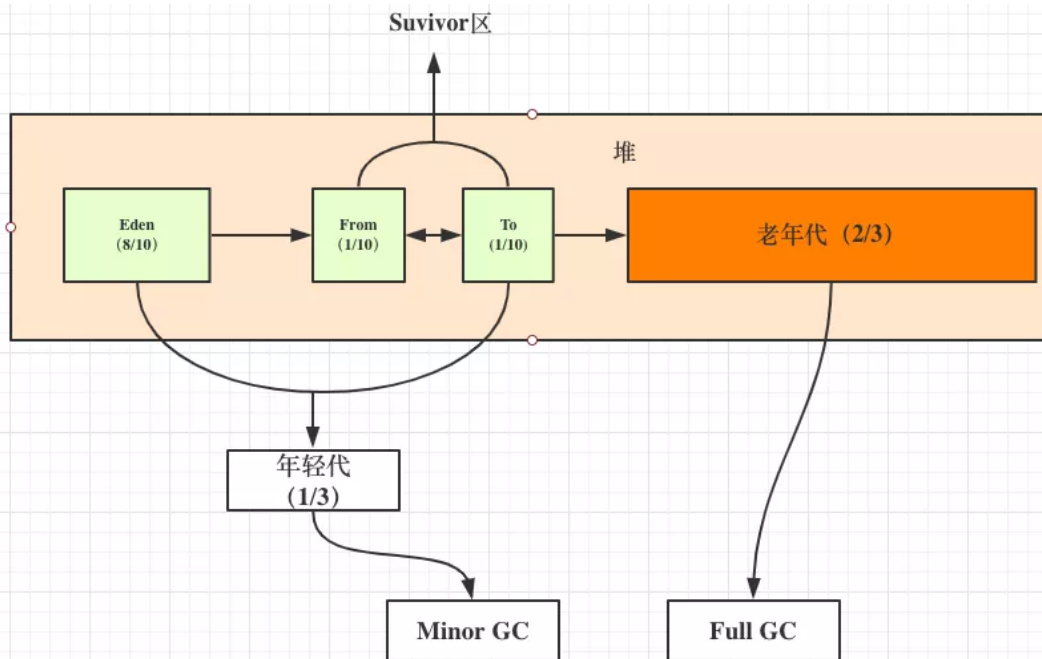 Suvivor区
堆
Eden
(8/10)
From
(1/10)
To
(1/10)
老年代（2/3）
年轻代
（1/3）
Minor GC
Full GC